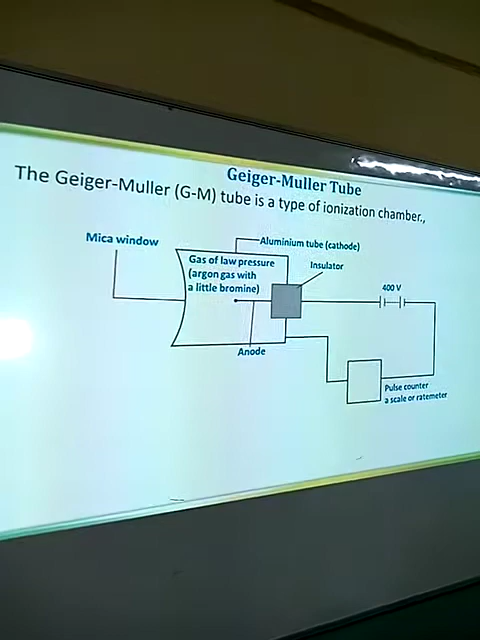 Geiger-Muller Tube
The Geiger-Muller (G-M) tube is a type of ionization chamber.,
Mica window
Aluminium tube (cathode)
Gas of law pressure
(argon gas with
a little bromine)
Insulator
400 V
Anode
Pulse counter
a scale or ratemeter